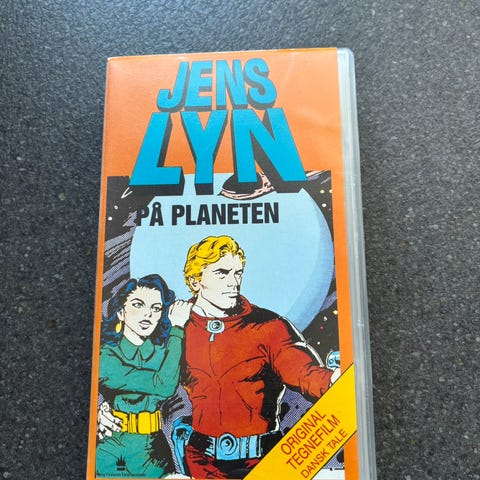 JENS
LYN
PÅ PLANETEN
ORIGINAL
TEGNEFILM
DANSK TALE